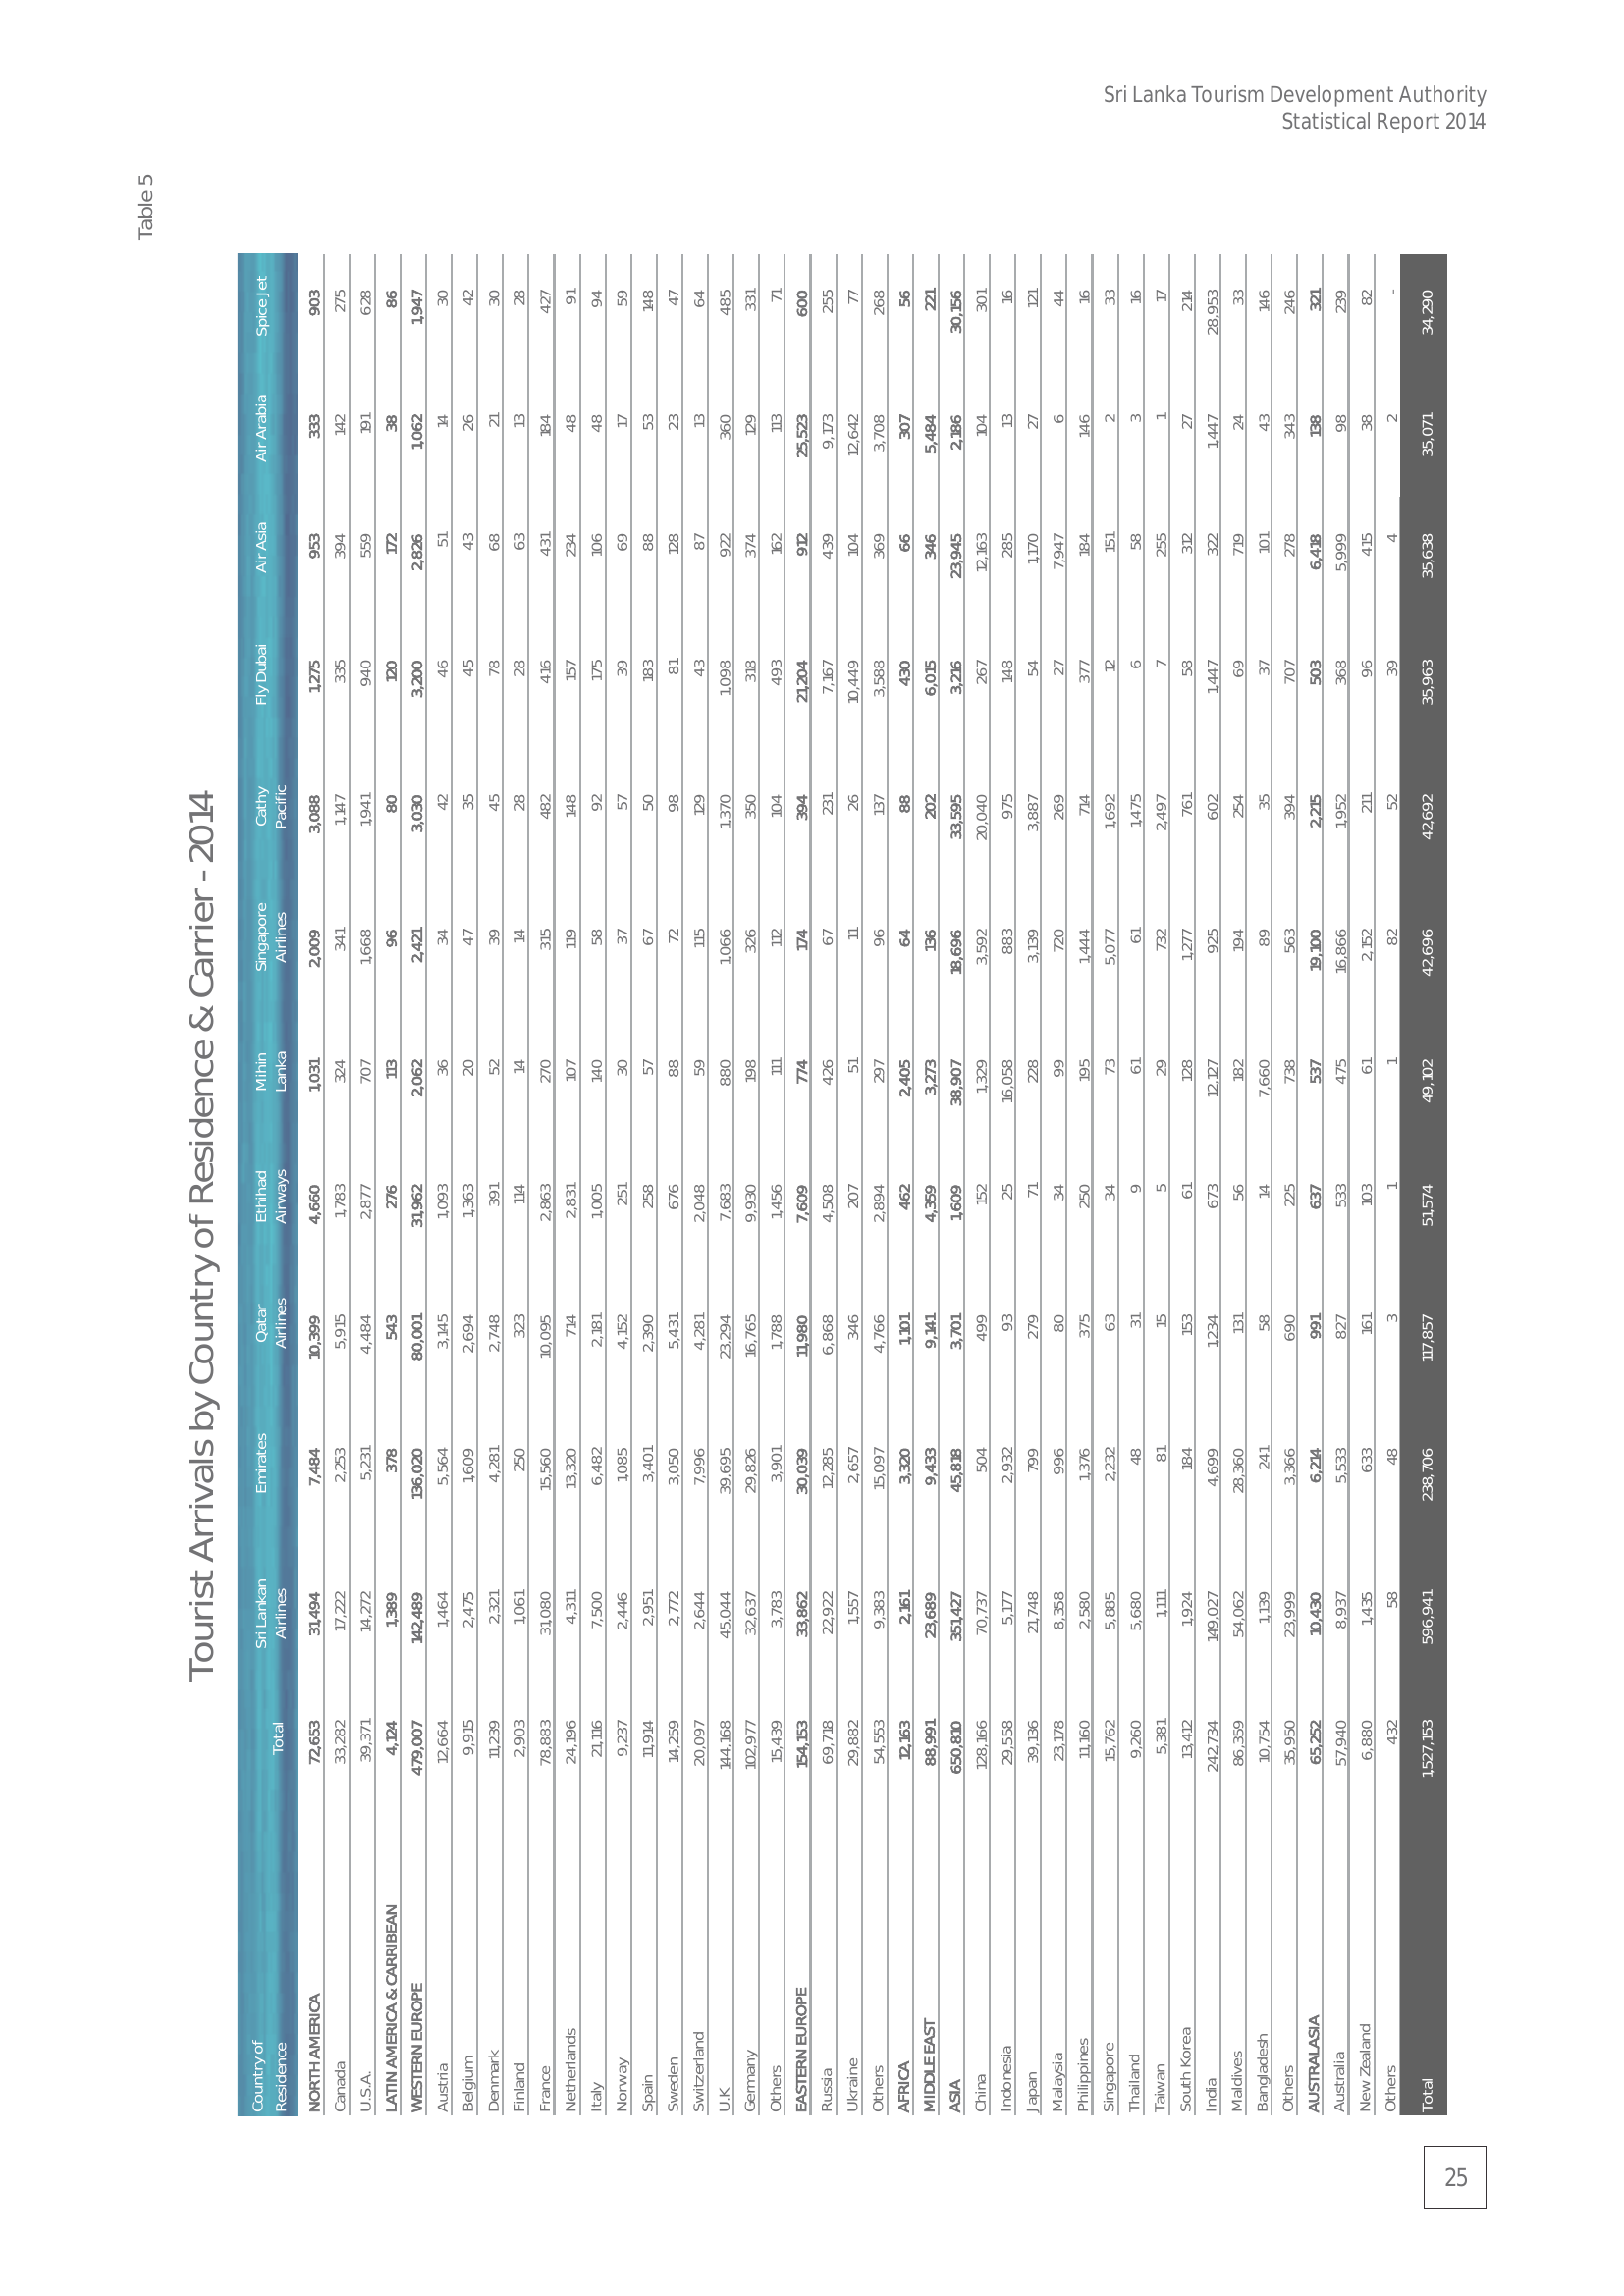 Sri Lanka Tourism Development Authority
Statistical Report 2014
Table 5
Tourist Arrivals by Country of Residence & Carrier - 2014
Country of Residence Total Sri Lankan Airlines Emirates Qatar Airlines Ethihad Airways Mihin Lanka Singapore Airlines Cathy Pacific Fly Dubai Air Asia Air Arabia Spice Jet
NORTH AMERICA 72,653 31,494 7,484 10,399 4,660 1,031 2,009 3,088 1,275 953 333 903
Canada 33,282 17,222 2,253 5,915 1,783 324 341 1,147 335 394 142 275
U.S.A. 39,371 14,272 5,231 4,484 2,877 707 1,668 1,941 940 559 191 628
LATIN AMERICA & CARRIBEAN 4,124 1,389 378 543 276 113 96 80 120 172 38 86
WESTERN EUROPE 479,007 142,489 136,020 80,001 31,962 2,062 2,421 3,030 3,200 2,826 1,062 1,947
Austria 12,664 1,464 5,564 3,145 1,093 36 34 42 46 51 14 30
Belgium 9,915 2,475 1,609 2,694 1,363 20 47 35 45 43 26 42
Denmark 11,239 2,321 4,281 2,748 391 52 39 45 78 68 21 30
Finland 2,903 1,061 250 323 114 14 14 28 28 63 13 28
France 78,883 31,080 15,560 10,095 2,863 270 315 482 416 431 184 427
Netherlands 24,196 4,311 13,320 714 2,831 107 119 148 157 234 48 91
Italy 21,116 7,500 6,482 2,181 1,005 140 58 92 175 106 48 94
Norway 9,237 2,446 1,085 4,152 251 30 37 57 39 69 17 59
Spain 11,914 2,951 3,401 2,390 258 57 67 50 183 88 53 148
Sweden 14,259 2,772 3,050 5,431 676 88 72 98 81 128 23 47
Switzerland 20,097 2,644 7,996 4,281 2,048 59 115 129 43 87 13 64
U.K 144,168 45,044 39,695 23,294 7,683 880 1,066 1,370 1,098 922 360 485
Germany 102,977 32,637 29,826 16,765 9,930 198 326 350 318 374 129 331
Others 15,439 3,783 3,901 1,788 1,456 111 112 104 493 162 113 71
EASTERN EUROPE 154,153 33,862 30,039 11,980 7,609 774 174 394 21,204 912 25,523 600
Russia 69,718 22,922 12,285 6,868 4,508 426 67 231 7,167 439 9,173 255
Ukraine 29,882 1,557 2,657 346 207 51 11 26 10,449 104 12,642 77
Others 54,553 9,383 15,097 4,766 2,894 297 96 137 3,588 369 3,708 268
AFRICA 12,163 2,161 3,320 1,101 462 2,405 64 88 430 66 307 56
MIDDLE EAST 88,991 23,689 9,433 9,141 4,359 3,273 136 202 6,015 346 5,484 221
ASIA 650,810 351,427 45,818 3,701 1,609 38,907 18,696 33,595 3,216 23,945 2,186 30,156
China 128,166 70,737 504 499 152 1,329 3,592 20,040 267 12,163 104 301
Indonesia 29,558 5,177 2,932 93 25 16,058 883 975 148 285 13 16
Japan 39,136 21,748 799 279 71 228 3,139 3,887 54 1,170 27 121
Malaysia 23,178 8,358 996 80 34 99 720 269 27 7,947 6 44
Philippines 11,160 2,580 1,376 375 250 195 1,444 714 377 184 146 16
Singapore 15,762 5,885 2,232 63 34 73 5,077 1,692 12 151 2 33
Thailand 9,260 5,680 48 31 9 61 61 1,475 6 58 3 16
Taiwan 5,381 1,111 81 15 5 29 732 2,497 7 255 1 17
South Korea 13,412 1,924 184 153 61 128 1,277 761 58 312 27 214
India 242,734 149,027 4,699 1,234 673 12,127 925 602 1,447 322 1,447 28,953
Maldives 86,359 54,062 28,360 131 56 182 194 254 69 719 24 33
Bangladesh 10,754 1,139 241 58 14 7,660 89 35 37 101 43 146
Others 35,950 23,999 3,366 690 225 738 563 394 707 278 343 246
AUSTRALASIA 65,252 10,430 6,214 991 637 537 19,100 2,215 503 6,418 138 321
Australia 57,940 8,937 5,533 827 533 475 16,866 1,952 368 5,999 98 239
New Zealand 6,880 1,435 633 161 103 61 2,152 211 96 415 38 82
Others 432 58 48 3 1 1 82 52 39 4 2 -
Total 1,527,153 596,941 238,706 117,857 51,574 49,102 42,696 42,692 35,963 35,638 35,071 34,290
25